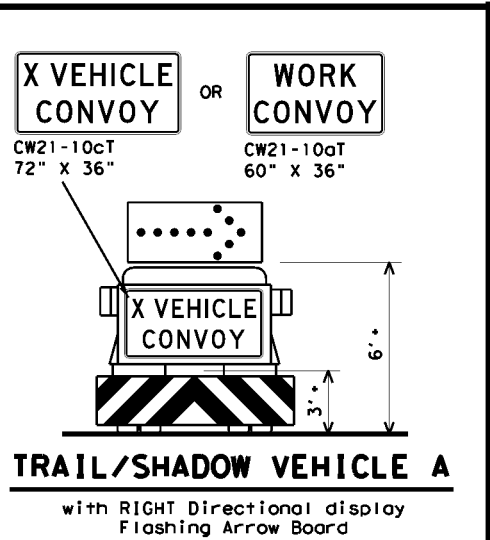 X VEHICLE
CONVOY
OR
WORK
CONVOY
CW21-10cT
72" X 36"
CW21-10aT
60" X 36"
X VEHICLE
CONVOY
6' +
3' +
TRAIL/SHADOW VEHICLE A
with RIGHT Directional display
Flashing Arrow Board